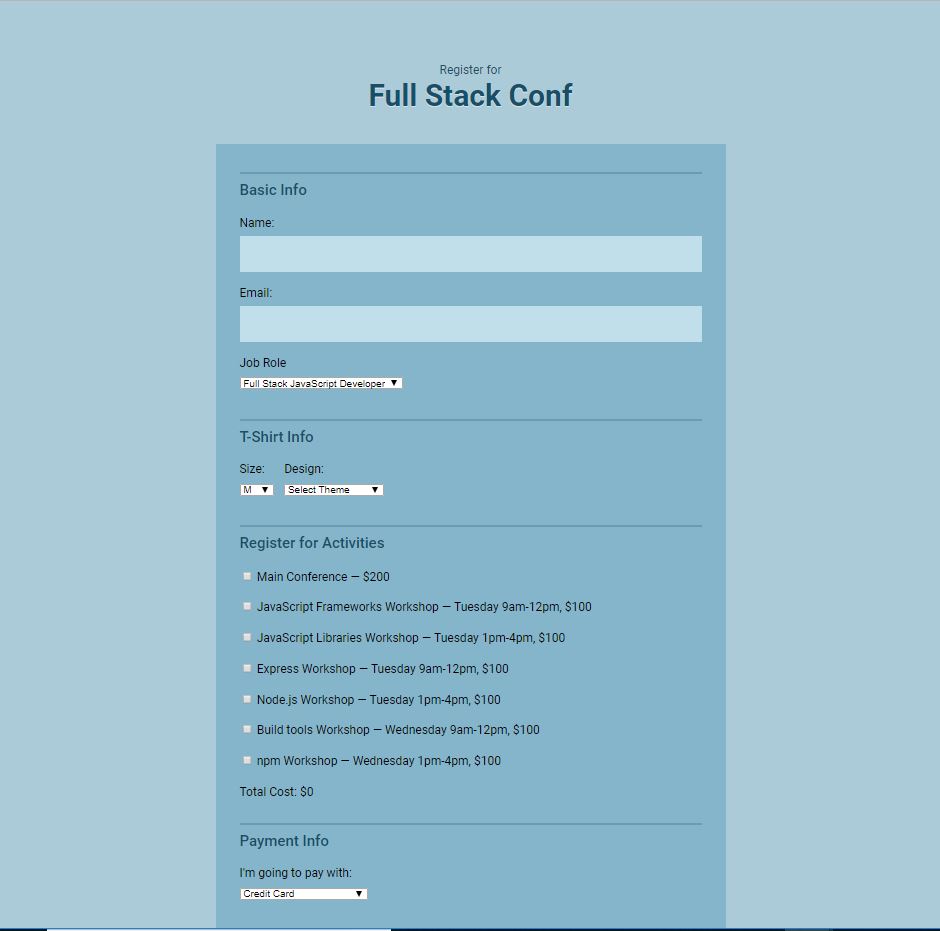 Register for
Full Stack Conf
Basic Info
Name:
Email:
Job Role
Full Stack JavaScript Developer
T-Shirt Info
Size: Design:
M Select Theme
Register for Activities
Main Conference — $200
JavaScript Frameworks Workshop — Tuesday 9am-12pm, $100
JavaScript Libraries Workshop — Tuesday 1pm-4pm, $100
Express Workshop — Tuesday 9am-12pm, $100
Node.js Workshop — Tuesday 1pm-4pm, $100
Build tools Workshop — Wednesday 9am-12pm, $100
npm Workshop — Wednesday 1pm-4pm, $100
Total Cost: $0
Payment Info
I'm going to pay with:
Credit Card